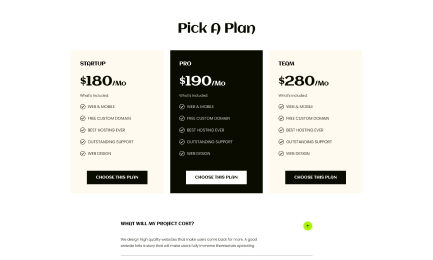 Pick A Plan
STARTUP
$180/Mo
What's included:
WEB & MOBILE
FREE CUSTOM DOMAIN
BEST HOSTING EVER
OUTSTANDING SUPPORT
WEB DESIGN
CHOOSE THIS PLAN
PRO
$190/Mo
What's included:
WEB & MOBILE
FREE CUSTOM DOMAIN
BEST HOSTING EVER
OUTSTANDING SUPPORT
WEB DESIGN
CHOOSE THIS PLAN
TEAM
$280/Mo
What's included:
WEB & MOBILE
FREE CUSTOM DOMAIN
BEST HOSTING EVER
OUTSTANDING SUPPORT
WEB DESIGN
CHOOSE THIS PLAN
WHAT WILL MY PROJECT COST?
We design high quality websites that make users come back for more. A good
website tells a story that will make users fully immerse themselves operating